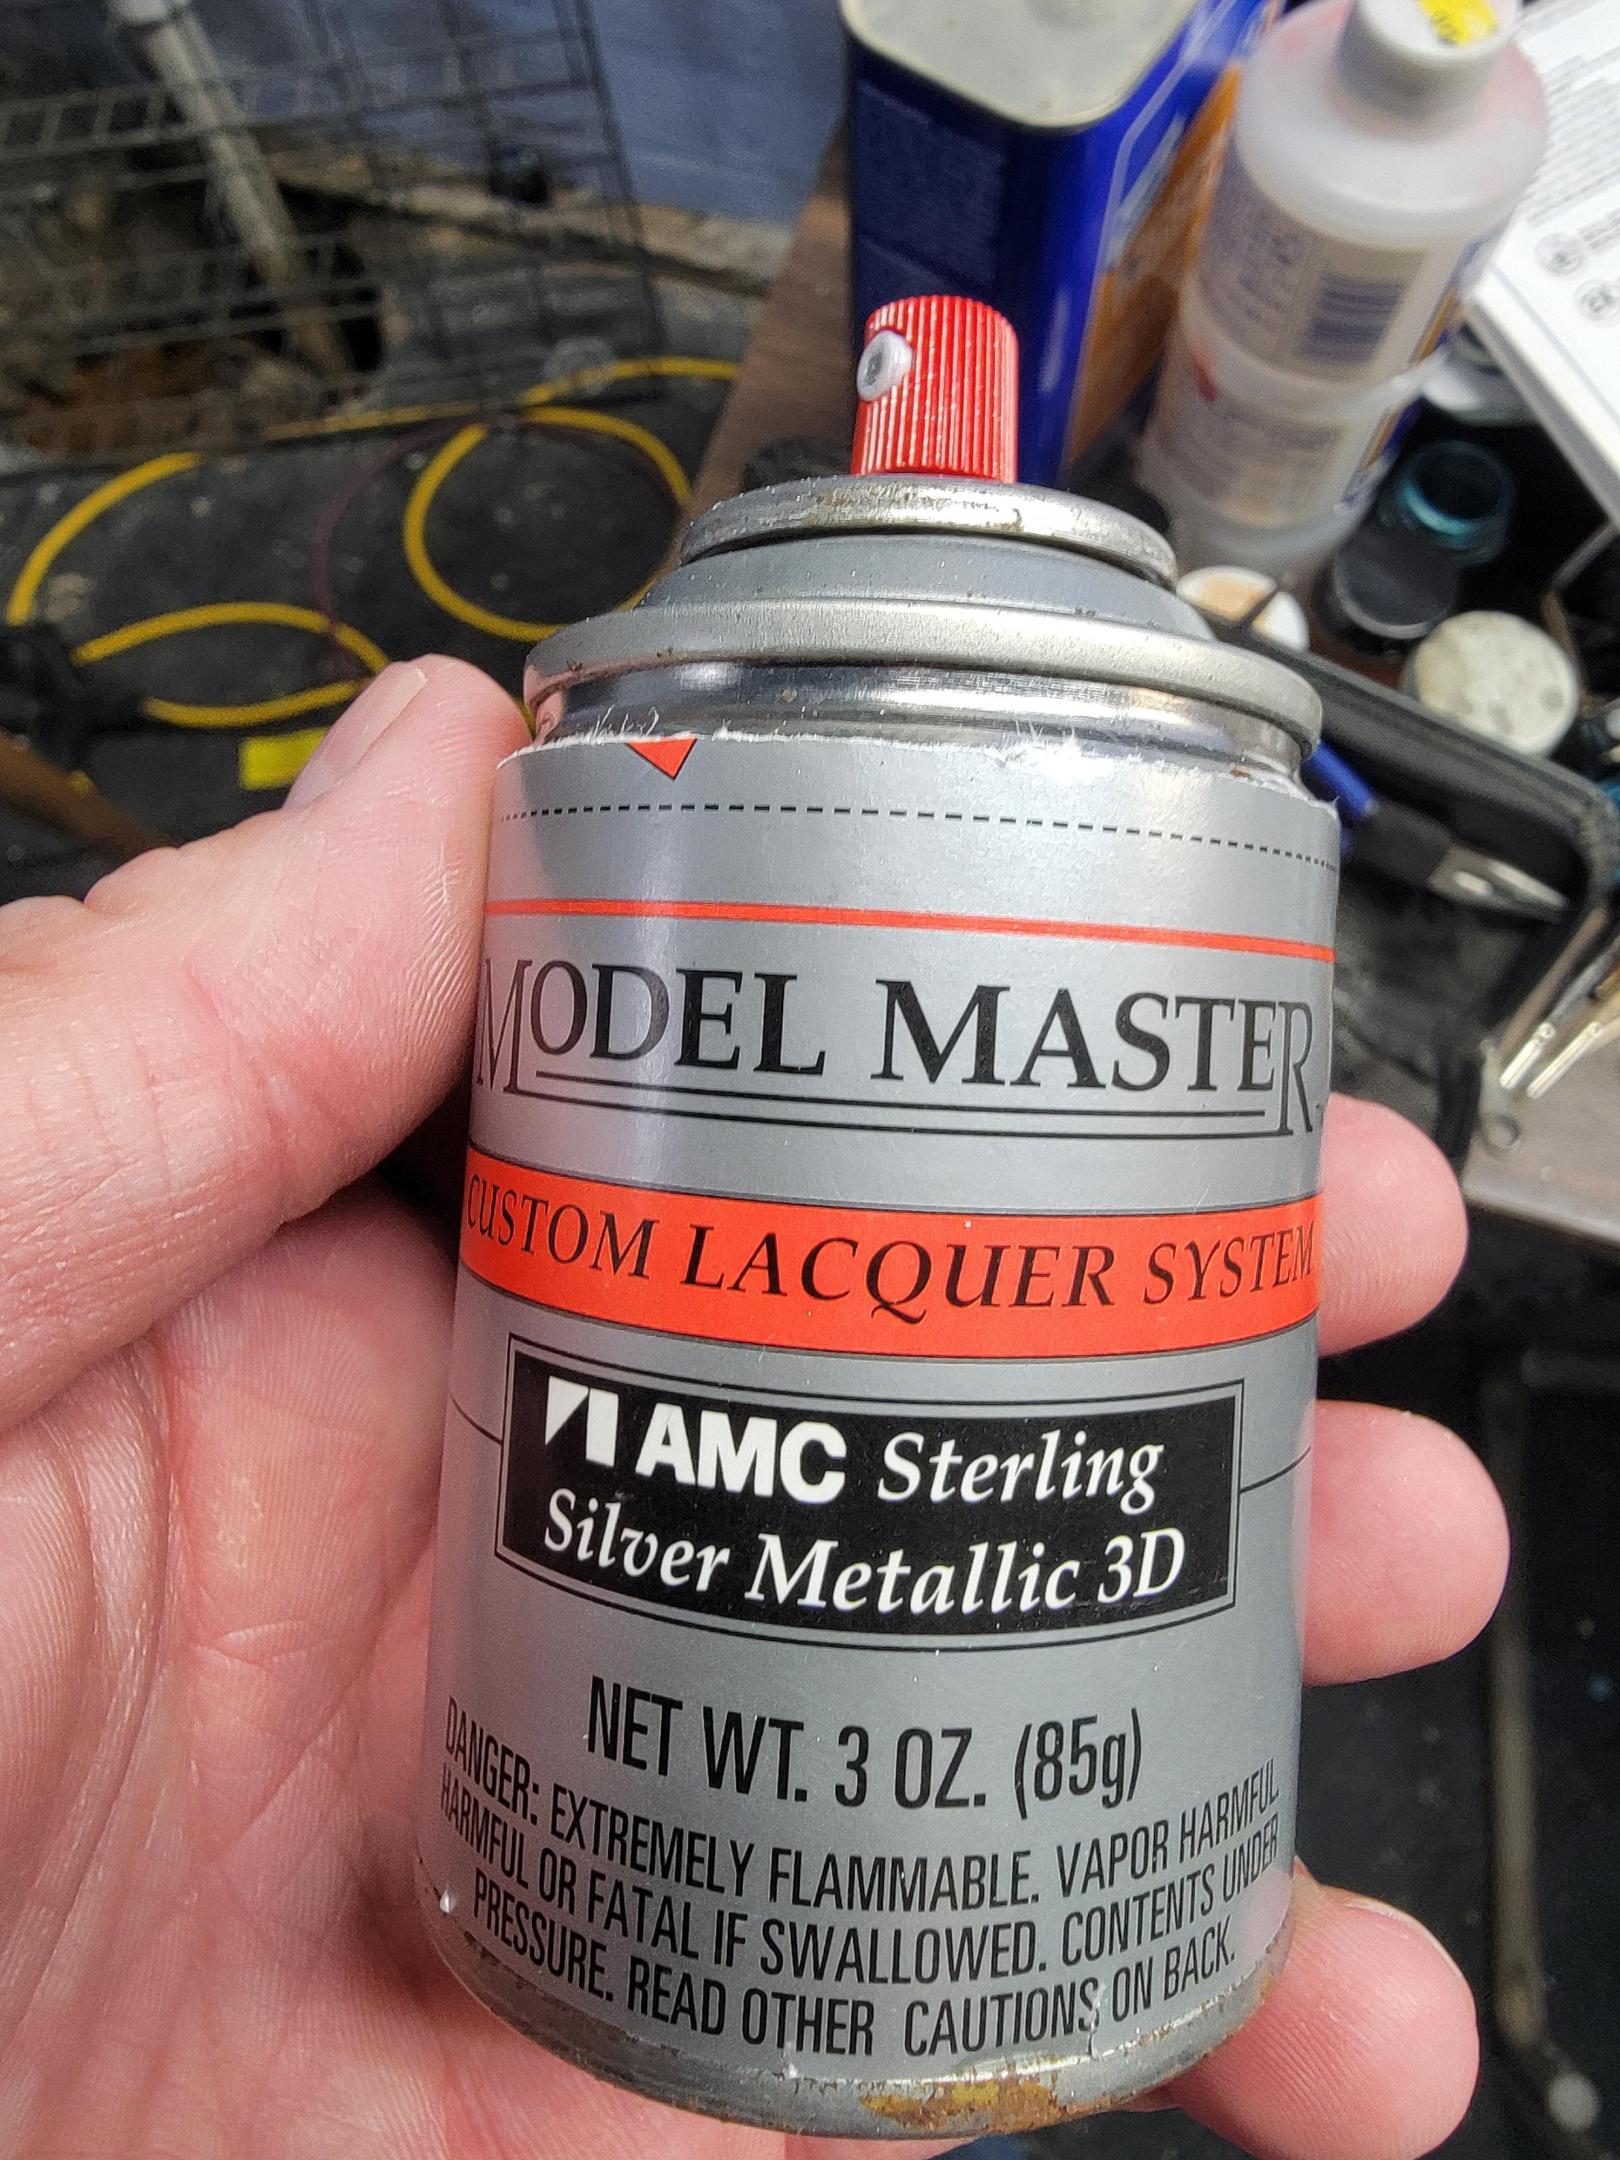 MODEL MASTER
CUSTOM LACQUER SYSTEM
AMC Sterling
Silver Metallic 3D
NET WT. 3 OZ. (85g)
DANGER: EXTREMELY FLAMMABLE. VAPOR HARMFUL.
HARMFUL OR FATAL IF SWALLOWED. CONTENTS UNDER
PRESSURE. READ OTHER CAUTIONS ON BACK.